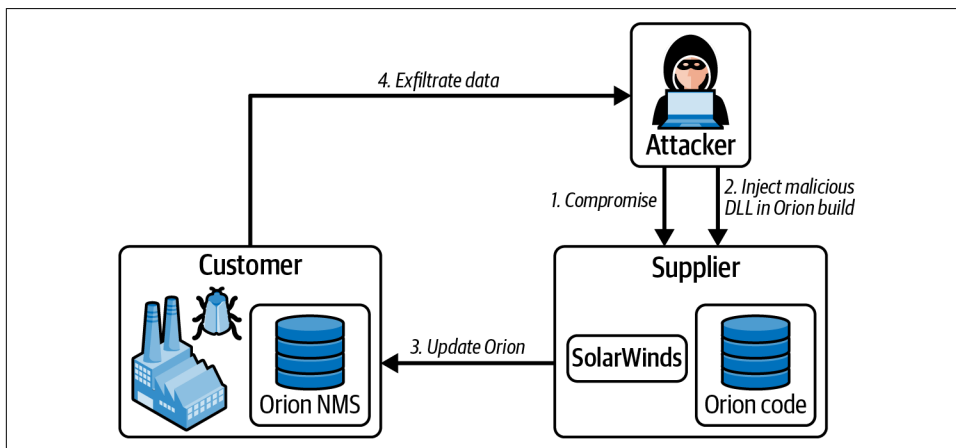 4. Exfiltrate data
Attacker
1. Compromise
2. Inject malicious
DLL in Orion build
Customer
Supplier
3. Update Orion
SolarWinds
Orion NMS
Orion code